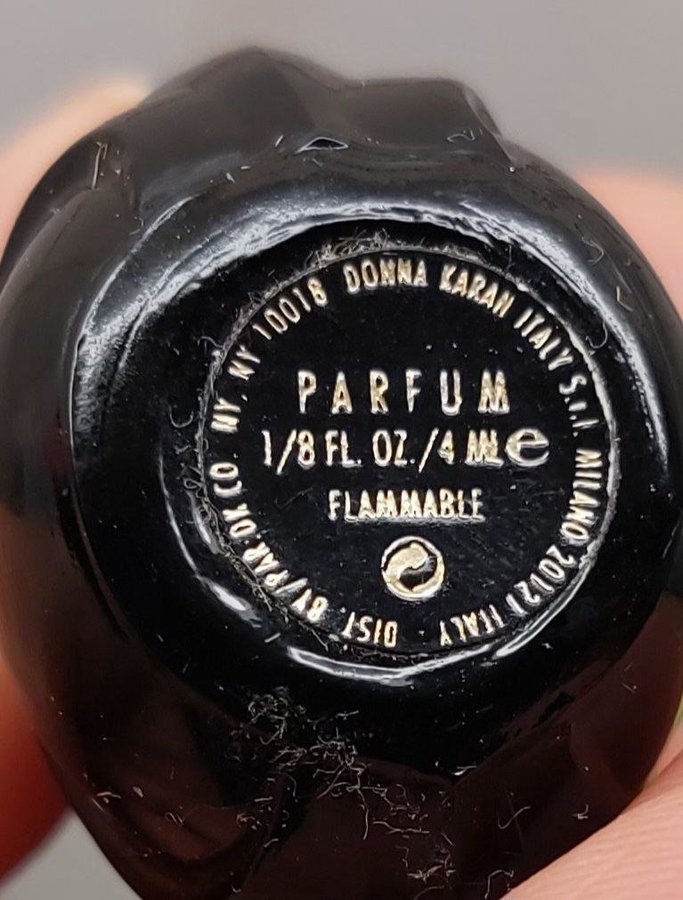 PARFUM
1/8 FL. OZ./4 ML e
FLAMMABLE
DIST. BY/PAR DK CO. NY, NY 10018 DONNA KARAN ITALY S.r.l. MILANO 20121 ITALY